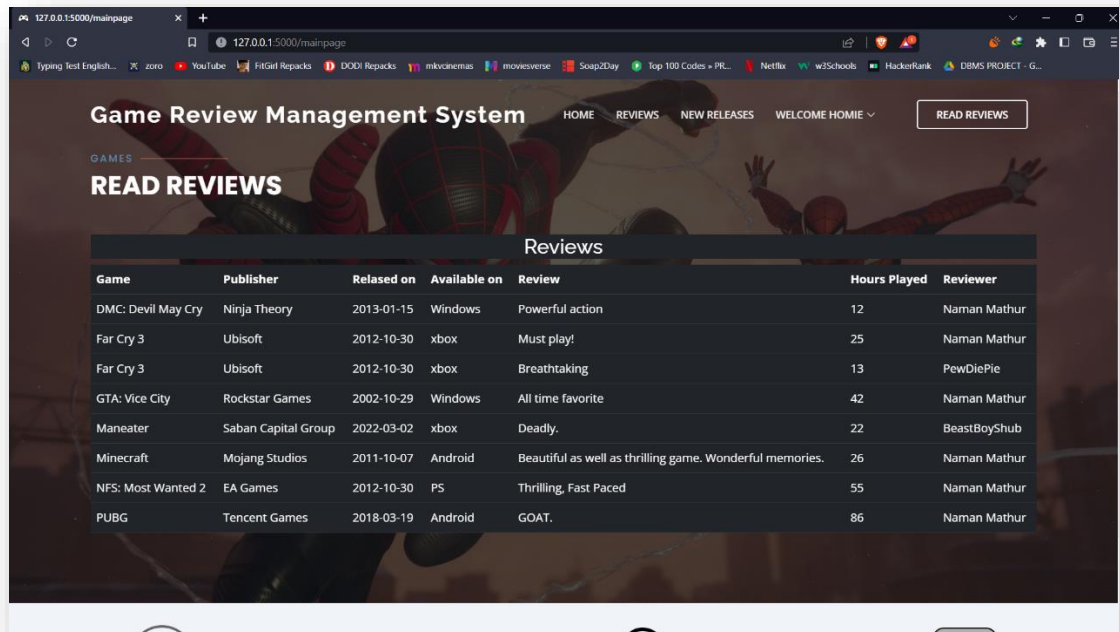 127.0.0.1:5000/mainpage
127.0.0.1:5000/mainpage
Typing Test English... zoro YouTube FitGirl Repacks DODI Repacks mkvcinemas moviesverse Soap2Day Top 100 Codes » PR... Netflix w3Schools HackerRank DBMS PROJECT - G...
Game Review Management System HOME REVIEWS NEW RELEASES WELCOME HOMIE READ REVIEWS
GAMES
READ REVIEWS
Reviews
Game Publisher Relased on Available on Review Hours Played Reviewer
DMC: Devil May Cry Ninja Theory 2013-01-15 Windows Powerful action 12 Naman Mathur
Far Cry 3 Ubisoft 2012-10-30 xbox Must play! 25 Naman Mathur
Far Cry 3 Ubisoft 2012-10-30 xbox Breathtaking 13 PewDiePie
GTA: Vice City Rockstar Games 2002-10-29 Windows All time favorite 42 Naman Mathur
Maneater Saban Capital Group 2022-03-02 xbox Deadly. 22 BeastBoyShub
Minecraft Mojang Studios 2011-10-07 Android Beautiful as well as thrilling game. Wonderful memories. 26 Naman Mathur
NFS: Most Wanted 2 EA Games 2012-10-30 PS Thrilling, Fast Paced 55 Naman Mathur
PUBG Tencent Games 2018-03-19 Android GOAT. 86 Naman Mathur